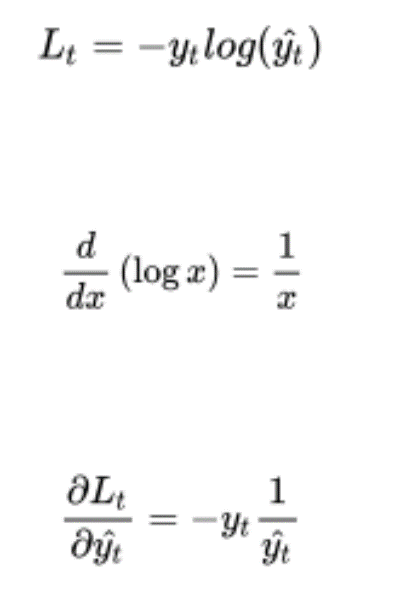 L_t = -y_t log(ŷ_t)
d/dx (log x) = 1/x
∂L_t/∂ŷ_t = -y_t 1/ŷ_t